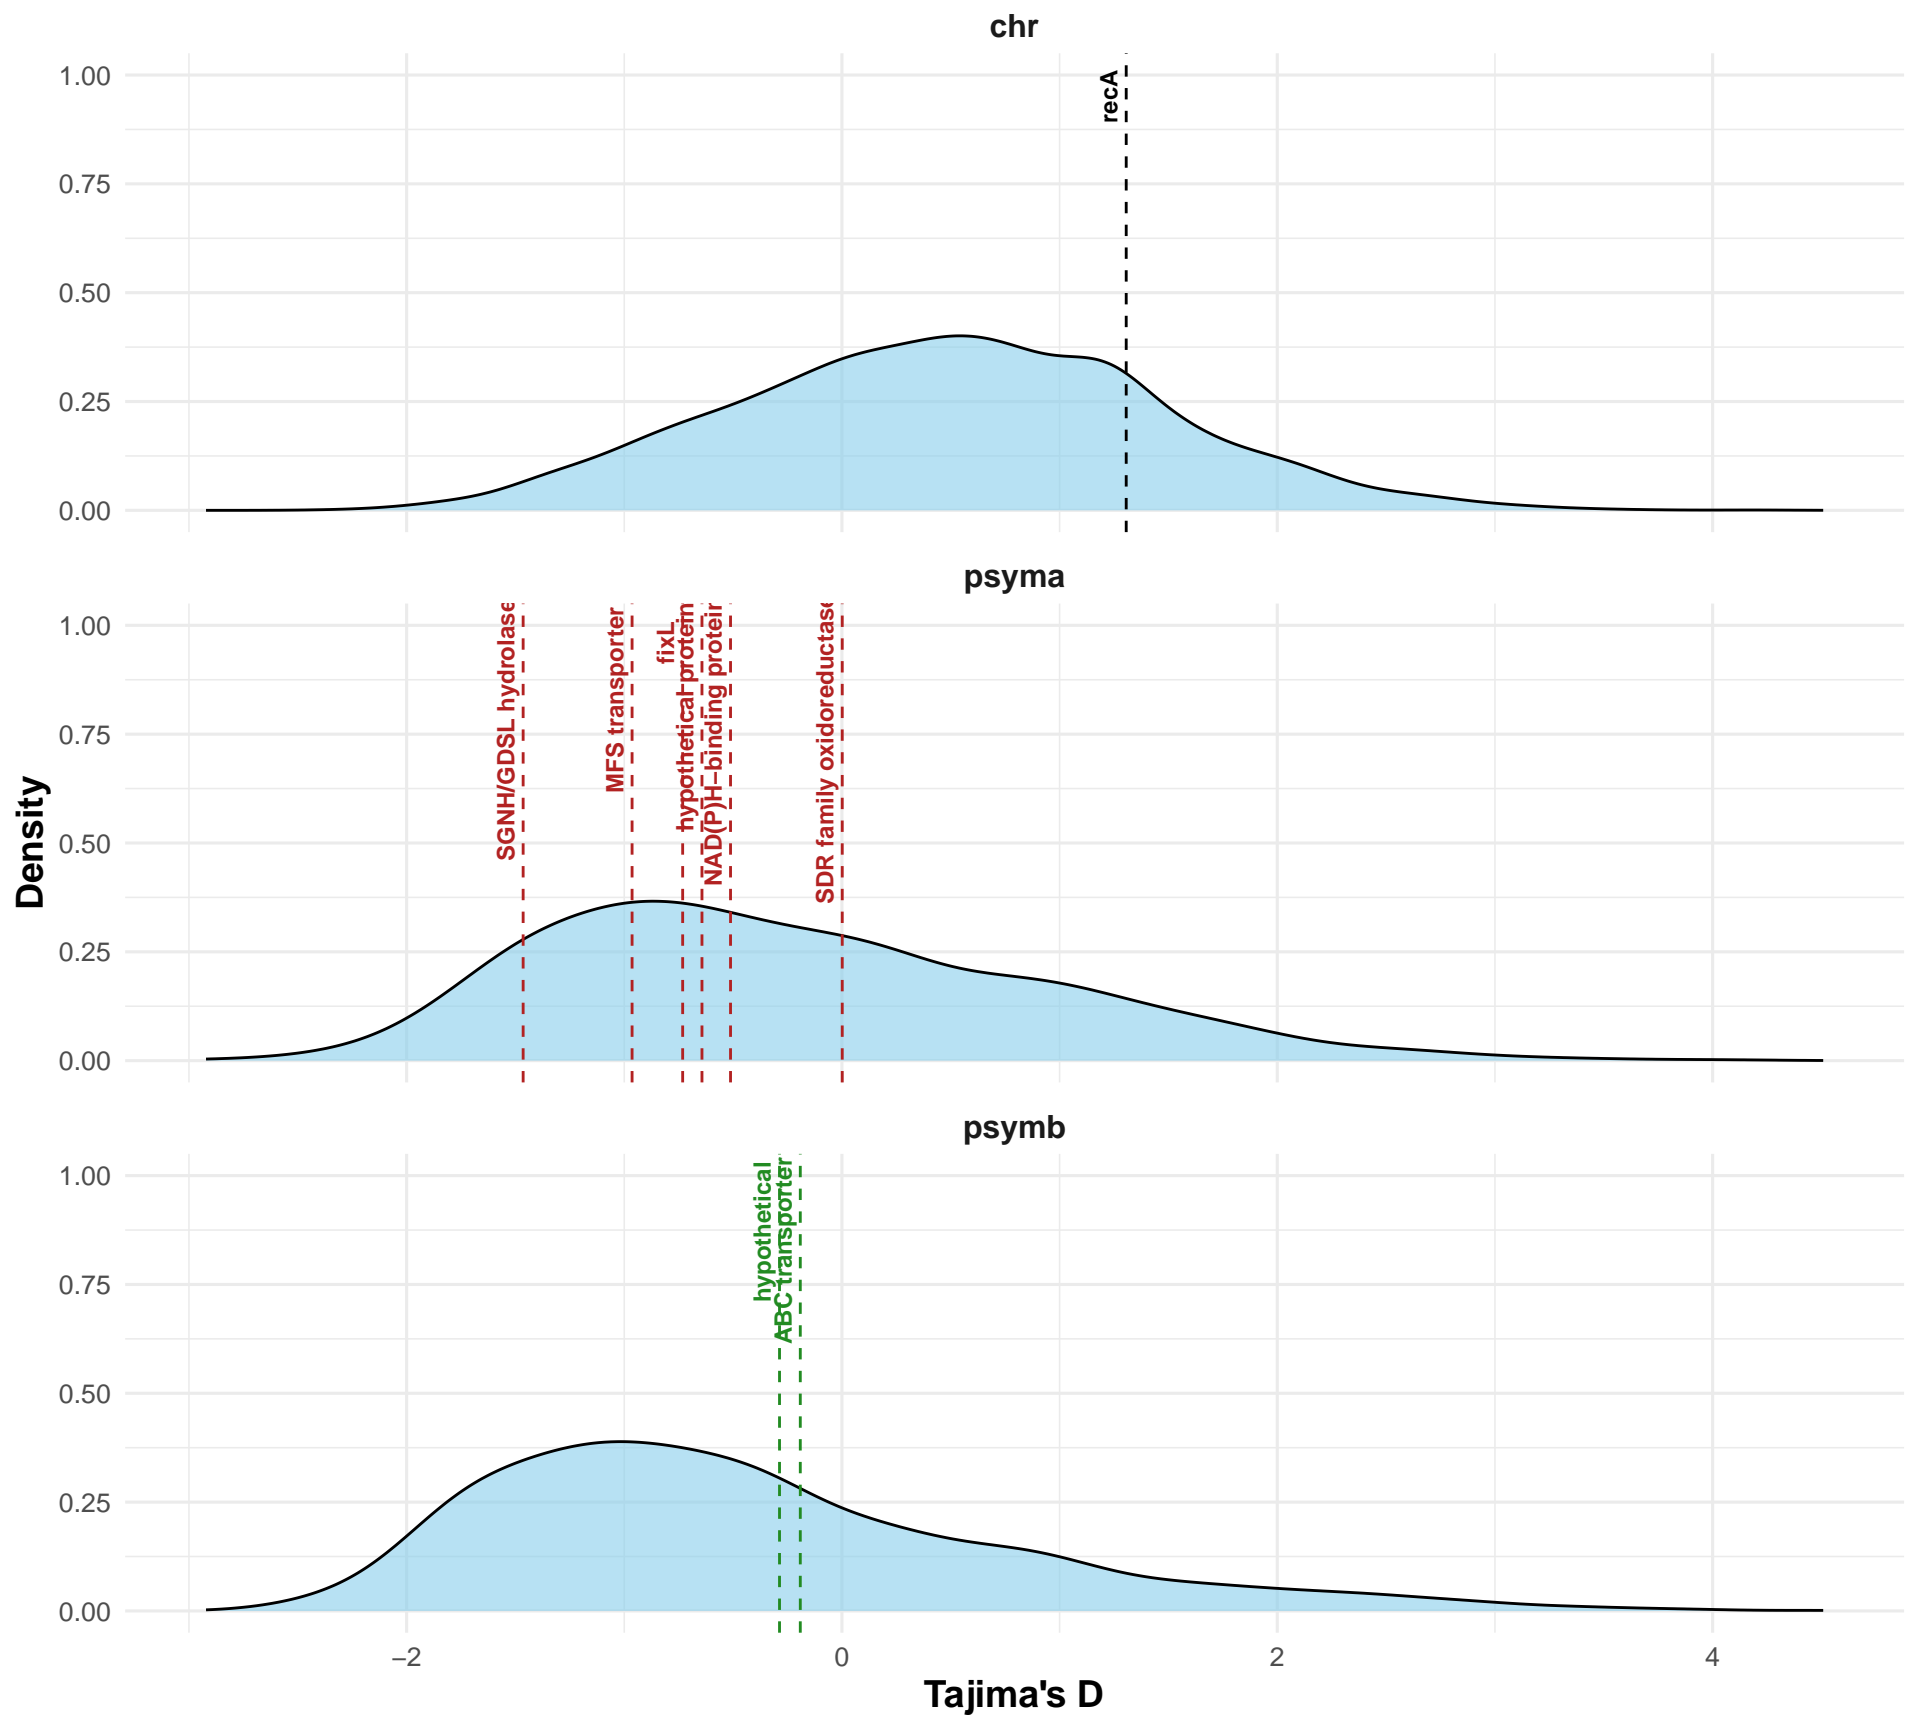 chr
1.00
0.75
0.50
0.25
0.00
recA
psyma
1.00
0.75
0.50
0.25
0.00
SGNH/GDSL hydrolase
MFS transporter
fixL
hypothetical protein
NAD(P)H−binding protein
SDR family oxidoreductase
psymb
1.00
0.75
0.50
0.25
0.00
hypothetical
ABC transporter
−2
0
2
4
Tajima's D
Density